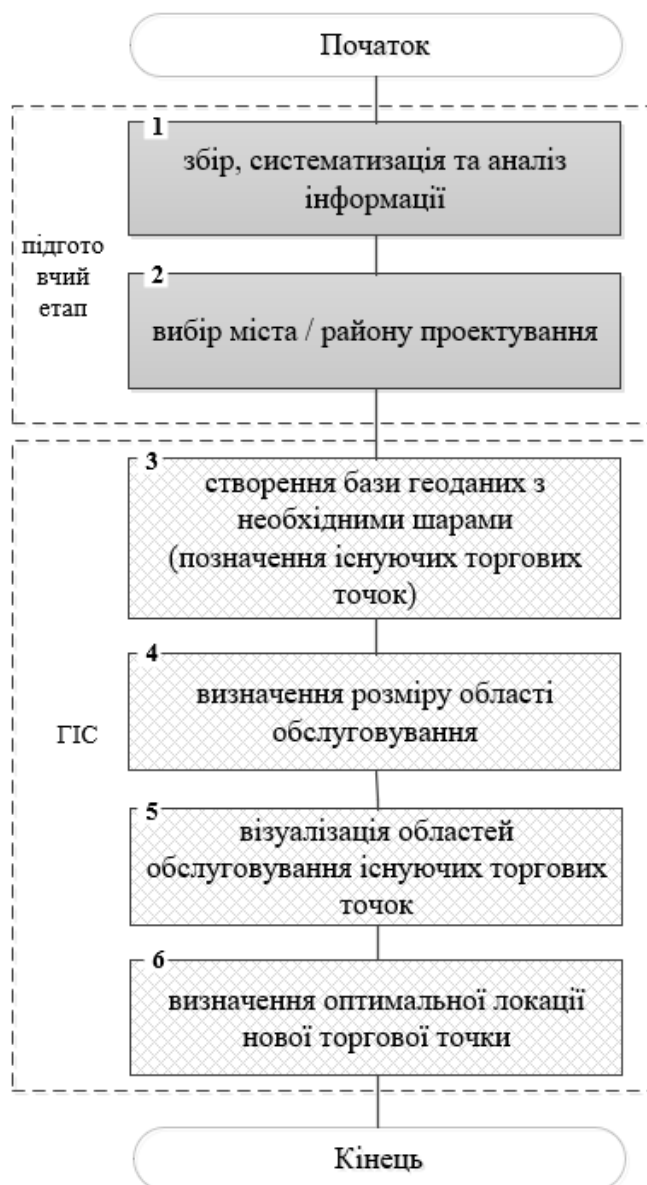 Початок
1
збір, систематизація та аналіз
інформації
підгото
вчий
етап
2
вибір міста / району проектування
3
створення бази геоданих з
необхідними шарами
(позначення існуючих торгових
точок)
4
визначення розміру області
обслуговування
ГІС
5
візуалізація областей
обслуговування існуючих торгових
точок
6
визначення оптимальної локації
нової торгової точки
Кінець